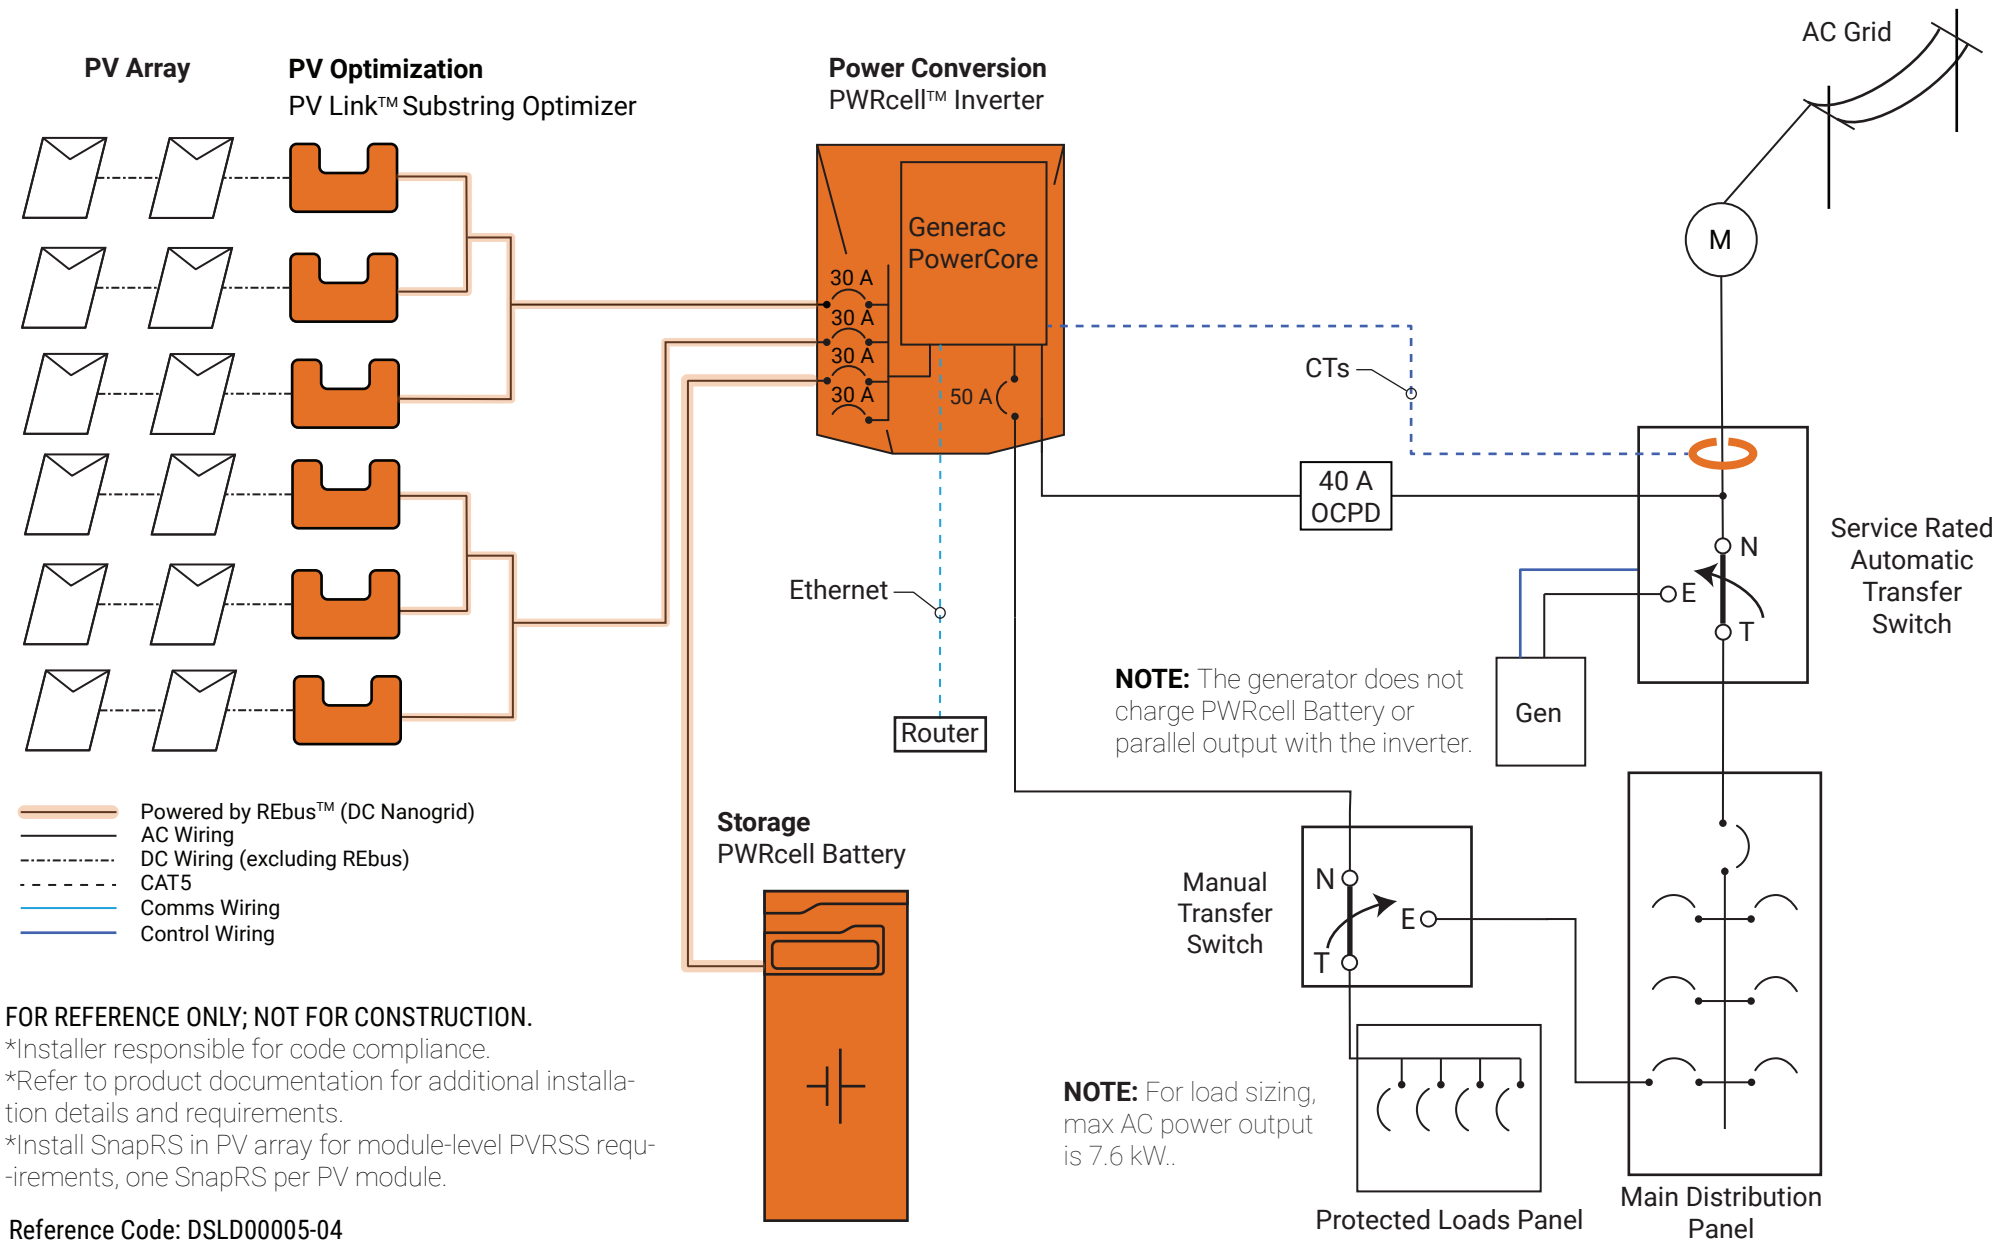 PV Array
PV Optimization
PV Link™ Substring Optimizer
Power Conversion
PWRcell™ Inverter
AC Grid
M
Generac
PowerCore
30 A
30 A
30 A
30 A
50 A
CTs
40 A
OCPD
N
E
T
Service Rated
Automatic
Transfer
Switch
Ethernet
Router
NOTE: The generator does not
charge PWRcell Battery or
parallel output with the inverter.
Gen
Powered by REbus™ (DC Nanogrid)
AC Wiring
DC Wiring (excluding REbus)
CAT5
Comms Wiring
Control Wiring
Storage
PWRcell Battery
Manual
Transfer
Switch
N
E
T
FOR REFERENCE ONLY; NOT FOR CONSTRUCTION.
*Installer responsible for code compliance.
*Refer to product documentation for additional installa-
tion details and requirements.
*Install SnapRS in PV array for module-level PVRSS requ-
-irements, one SnapRS per PV module.
Reference Code: DSLD00005-04
NOTE: For load sizing,
max AC power output
is 7.6 kW..
Protected Loads Panel
Main Distribution
Panel